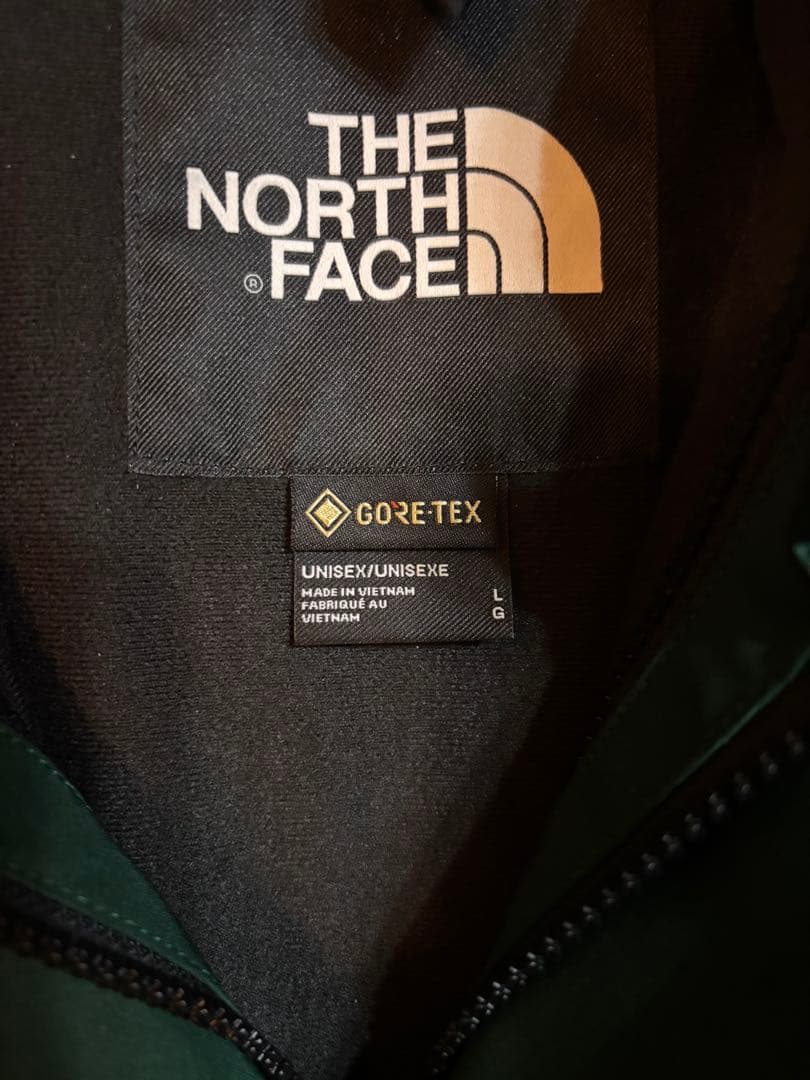 THE
NORTH
FACE
®
GORE-TEX
UNISEX/UNISEXE
MADE IN VIETNAM
FABRIQUÉ AU
VIETNAM
L
G